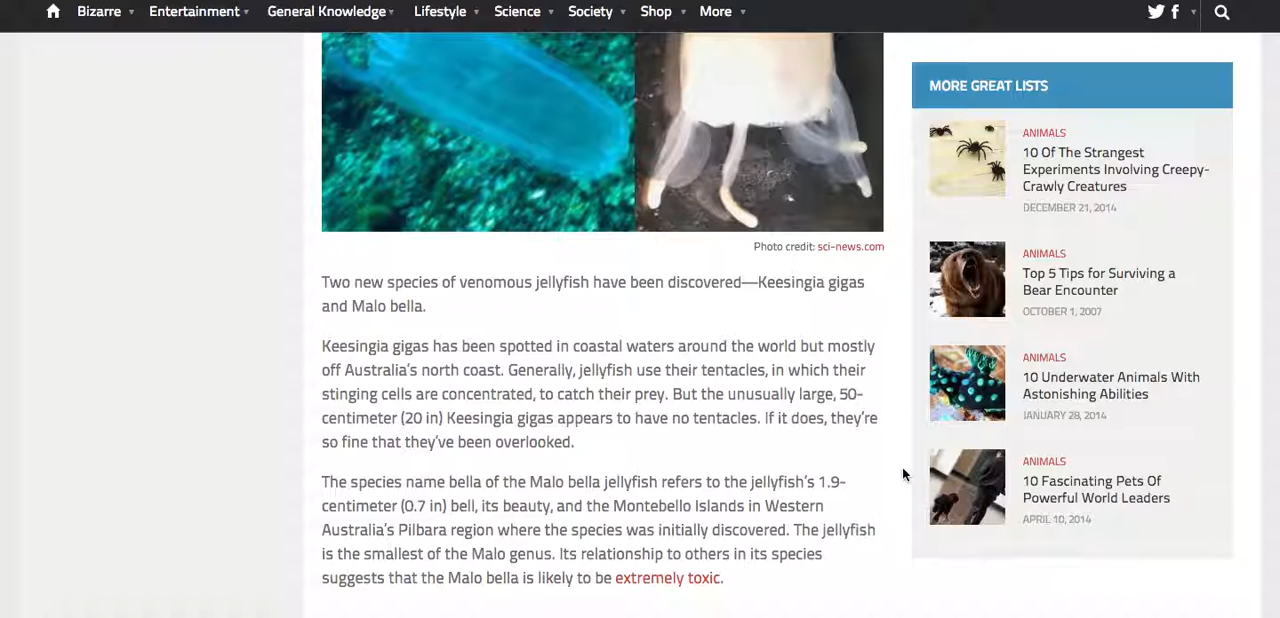 Bizarre Entertainment General Knowledge Lifestyle Science Society Shop More
Photo credit: sci-news.com
Two new species of venomous jellyfish have been discovered—Keesingia gigas
and Malo bella.
Keesingia gigas has been spotted in coastal waters around the world but mostly
off Australia's north coast. Generally, jellyfish use their tentacles, in which their
stinging cells are concentrated, to catch their prey. But the unusually large, 50-
centimeter (20 in) Keesingia gigas appears to have no tentacles. If it does, they're
so fine that they've been overlooked.
The species name bella of the Malo bella jellyfish refers to the jellyfish's 1.9-
centimeter (0.7 in) bell, its beauty, and the Montebello Islands in Western
Australia's Pilbara region where the species was initially discovered. The jellyfish
is the smallest of the Malo genus. Its relationship to others in its species
suggests that the Malo bella is likely to be extremely toxic.
MORE GREAT LISTS
ANIMALS
10 Of The Strangest
Experiments Involving Creepy-
Crawly Creatures
DECEMBER 21, 2014
ANIMALS
Top 5 Tips for Surviving a
Bear Encounter
OCTOBER 1, 2007
ANIMALS
10 Underwater Animals With
Astonishing Abilities
JANUARY 28, 2014
ANIMALS
10 Fascinating Pets Of
Powerful World Leaders
APRIL 10, 2014